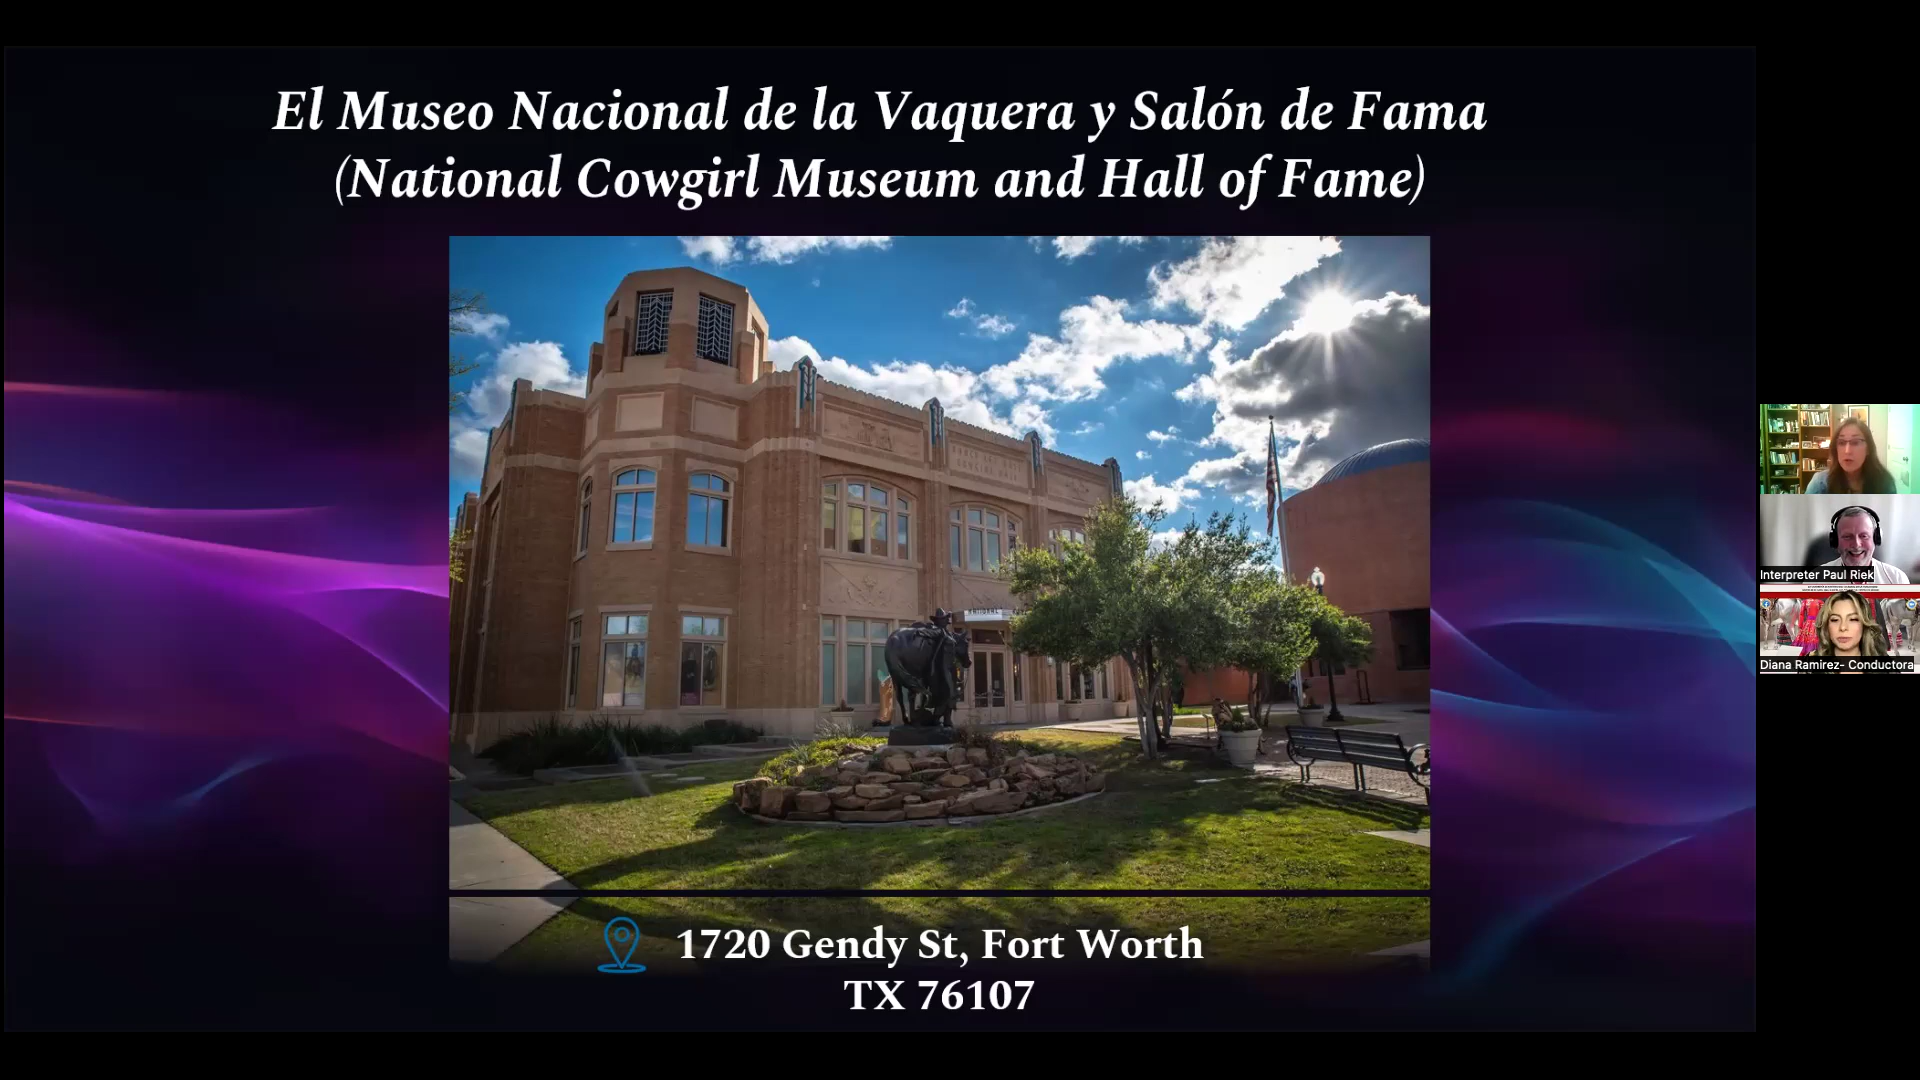 El Museo Nacional de la Vaquera y Salón de Fama
(National Cowgirl Museum and Hall of Fame)
1720 Gendy St, Fort Worth
TX 76107
Interpreter Paul Riek
Diana Ramirez- Conductora